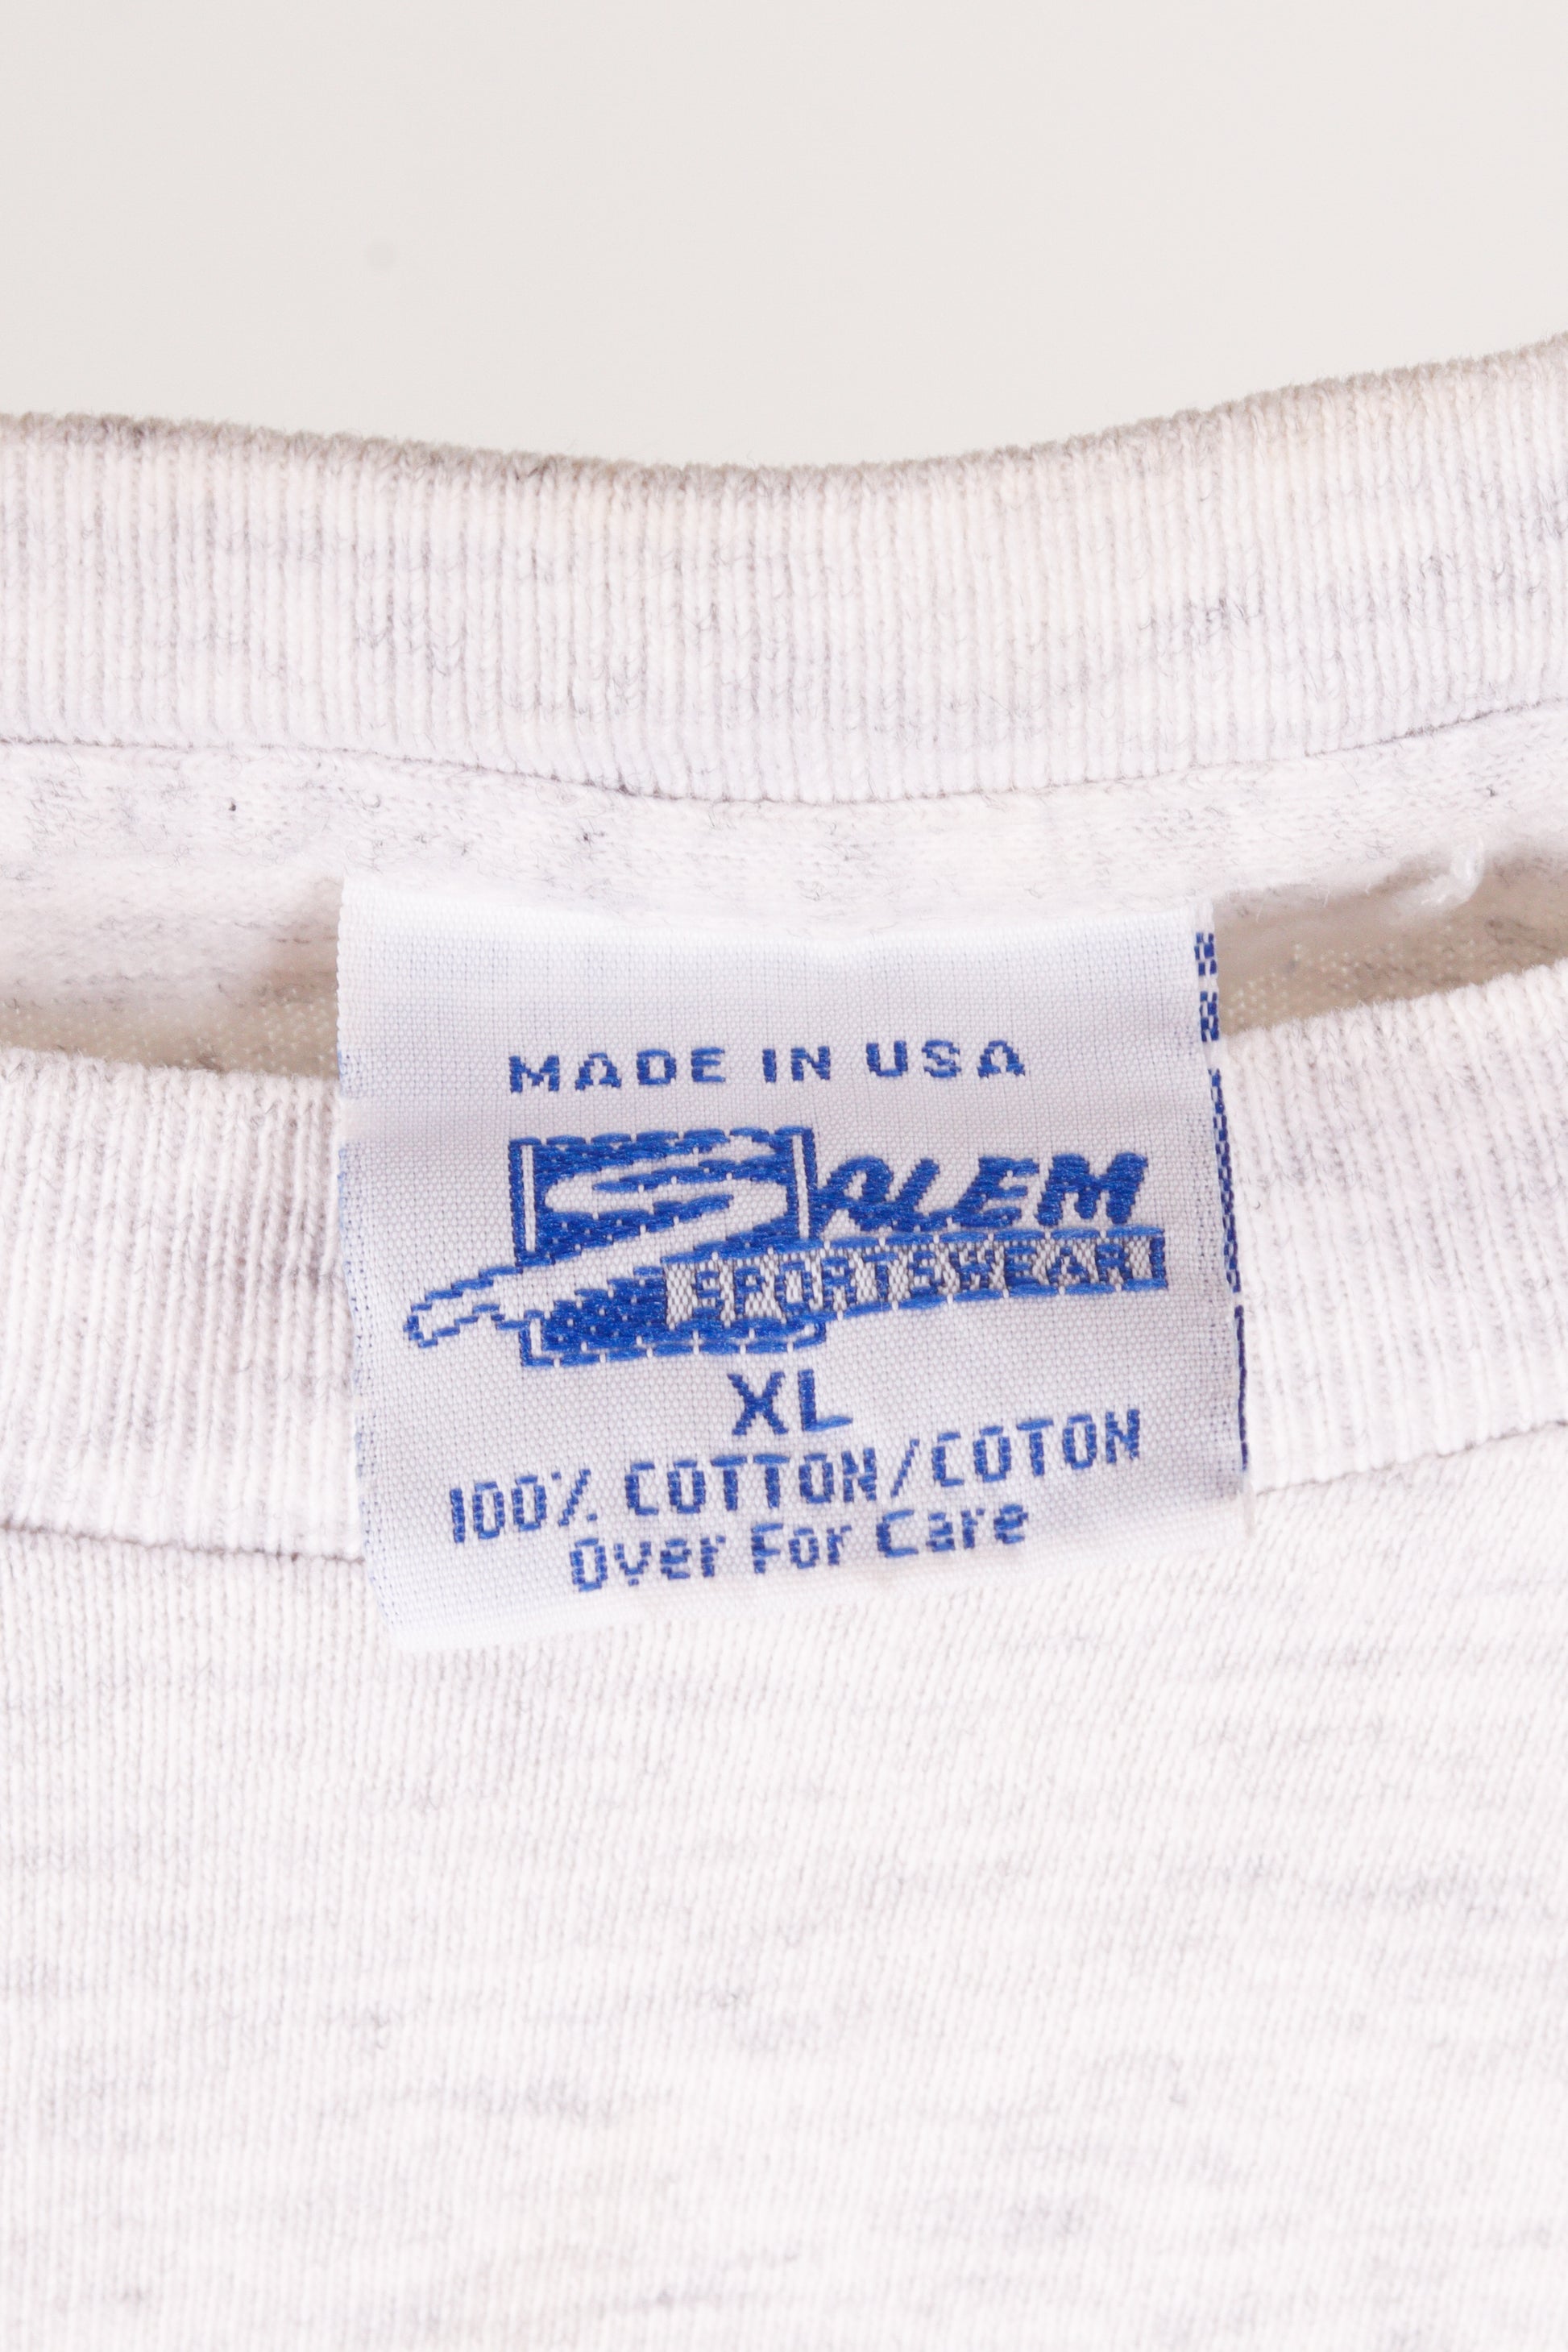 MADE IN USA
SALEM
SPORTSWEAR
XL
100% COTTON/COTON
Over For Care